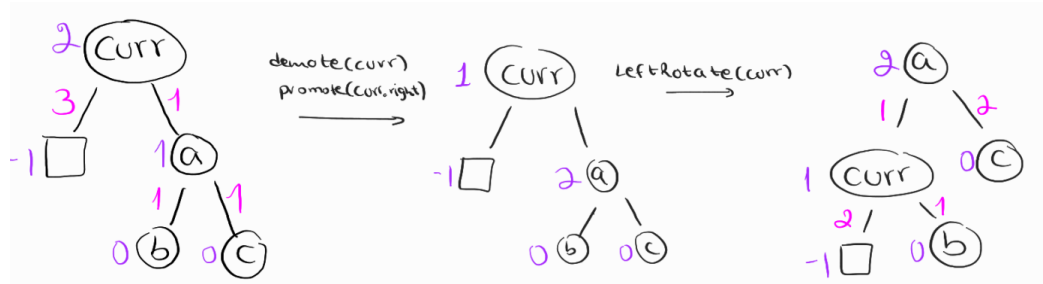 2 curr
3 1
-1 1 a
1 1
0 b 0 c
demote(curr)
promote(curr.right)
1 curr
-1 2 a
0 b 0 c
LeftRotate(curr)
2 a
1 2
1 curr 0 c
2 1
-1 0 b